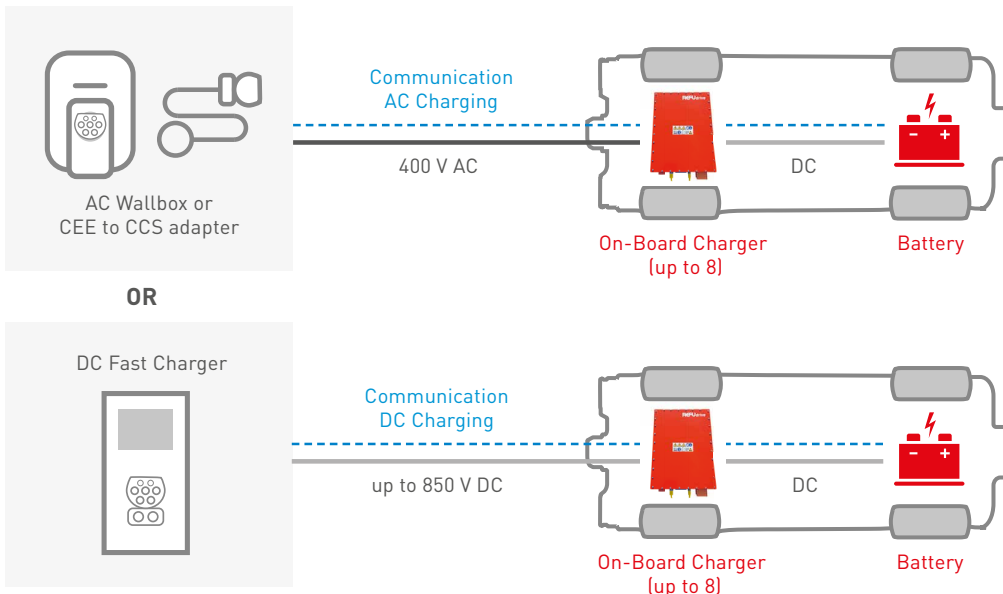 Communication
AC Charging
400 V AC
DC
AC Wallbox or
CEE to CCS adapter
On-Board Charger
(up to 8)
Battery
OR
DC Fast Charger
Communication
DC Charging
up to 850 V DC
DC
On-Board Charger
(up to 8)
Battery